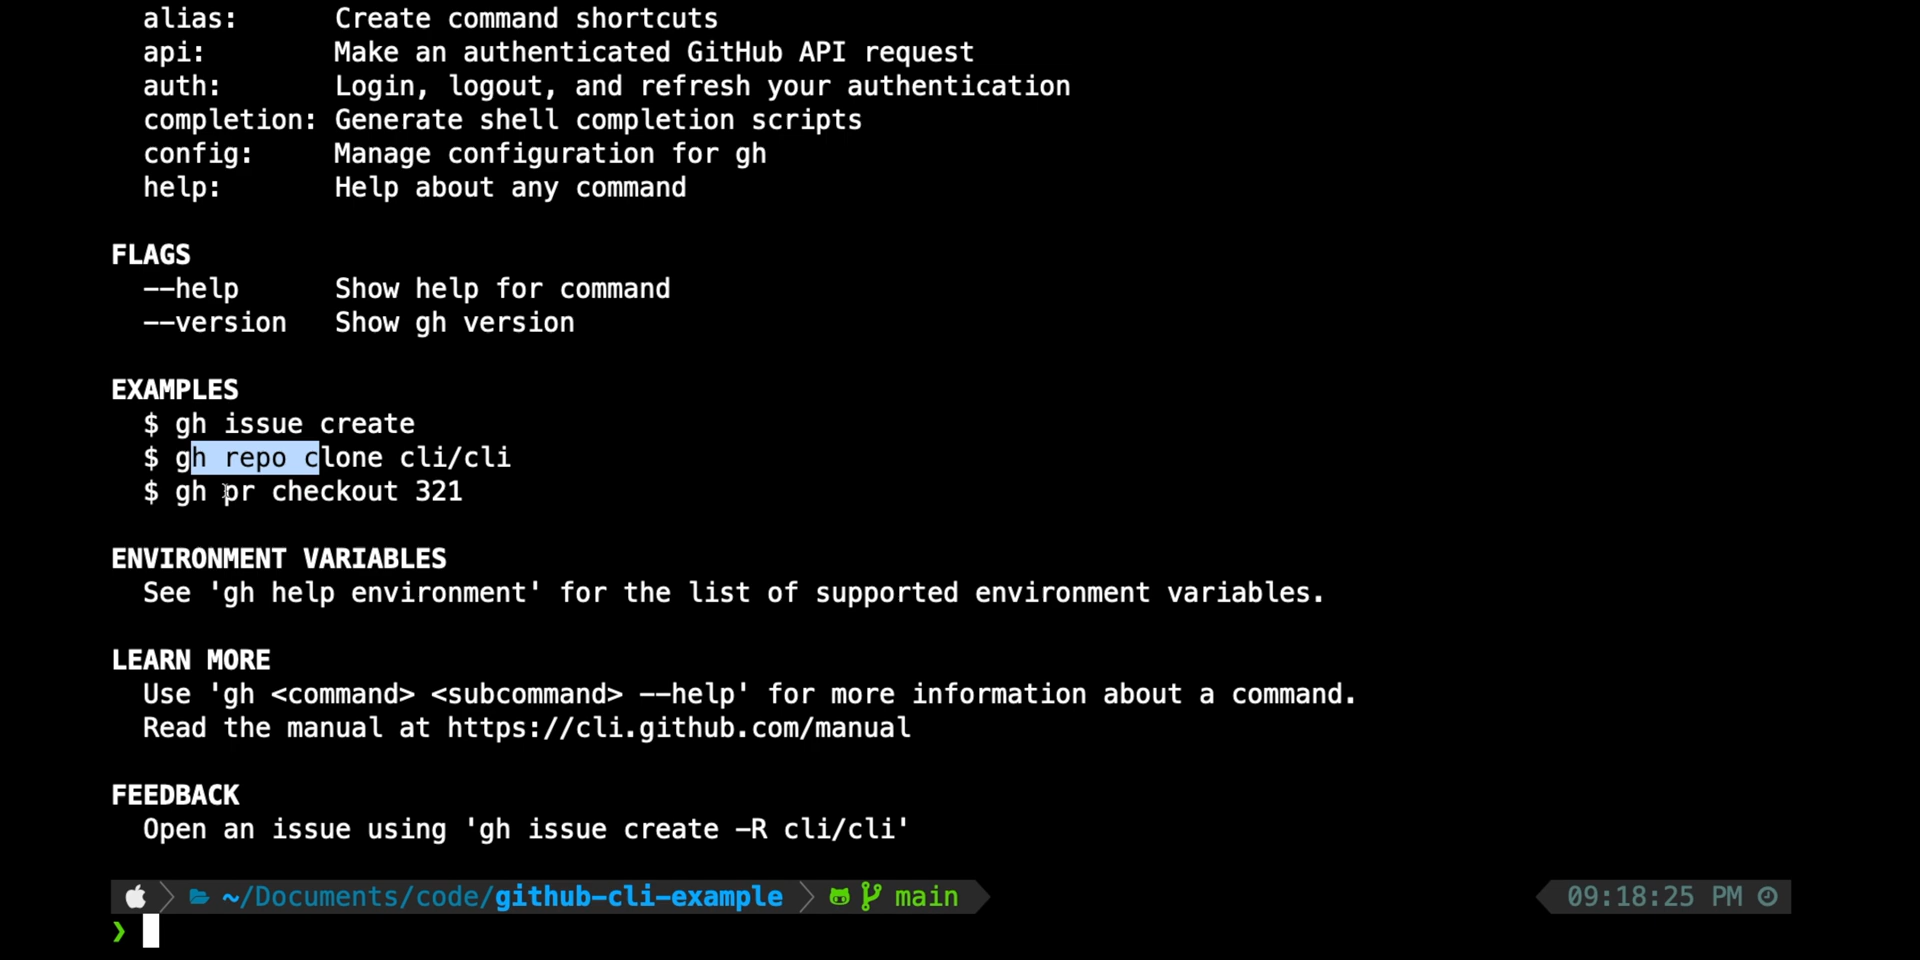 alias: Create command shortcuts
api: Make an authenticated GitHub API request
auth: Login, logout, and refresh your authentication
completion: Generate shell completion scripts
config: Manage configuration for gh
help: Help about any command
FLAGS
--help Show help for command
--version Show gh version
EXAMPLES
$ gh issue create
$ gh repo clone cli/cli
$ gh pr checkout 321
ENVIRONMENT VARIABLES
See 'gh help environment' for the list of supported environment variables.
LEARN MORE
Use 'gh <command> <subcommand> --help' for more information about a command.
Read the manual at https://cli.github.com/manual
FEEDBACK
Open an issue using 'gh issue create -R cli/cli'
~/Documents/code/github-cli-example main 09:18:25 PM
❯